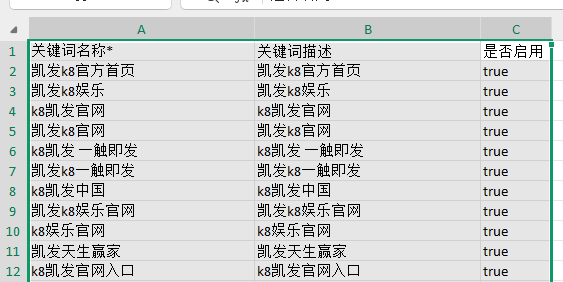 A B C
1 关键词名称* 关键词描述 是否启用
2 凯发k8官方首页 凯发k8官方首页 true
3 凯发k8娱乐 凯发k8娱乐 true
4 k8凯发官网 k8凯发官网 true
5 凯发k8官网 凯发k8官网 true
6 k8凯发 一触即发 k8凯发 一触即发 true
7 凯发k8一触即发 凯发k8一触即发 true
8 k8凯发中国 k8凯发中国 true
9 凯发k8娱乐官网 凯发k8娱乐官网 true
10 k8娱乐官网 k8娱乐官网 true
11 凯发天生赢家 凯发天生赢家 true
12 k8凯发官网入口 k8凯发官网入口 true